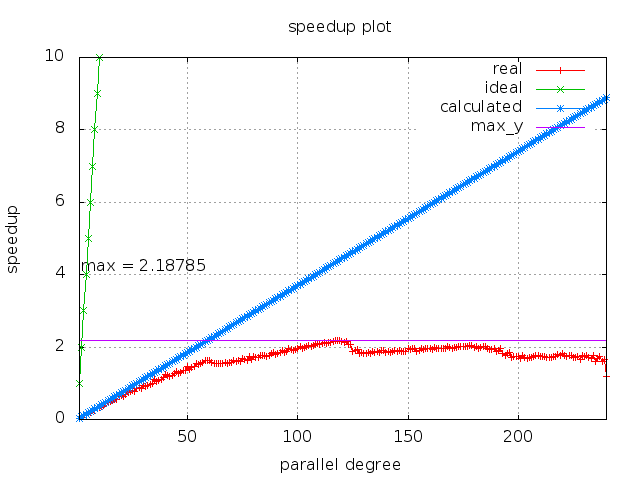 speedup plot
10
8
6
4
2
0
50
100
150
200
speedup
parallel degree
real
ideal
calculated
max_y
max = 2.18785